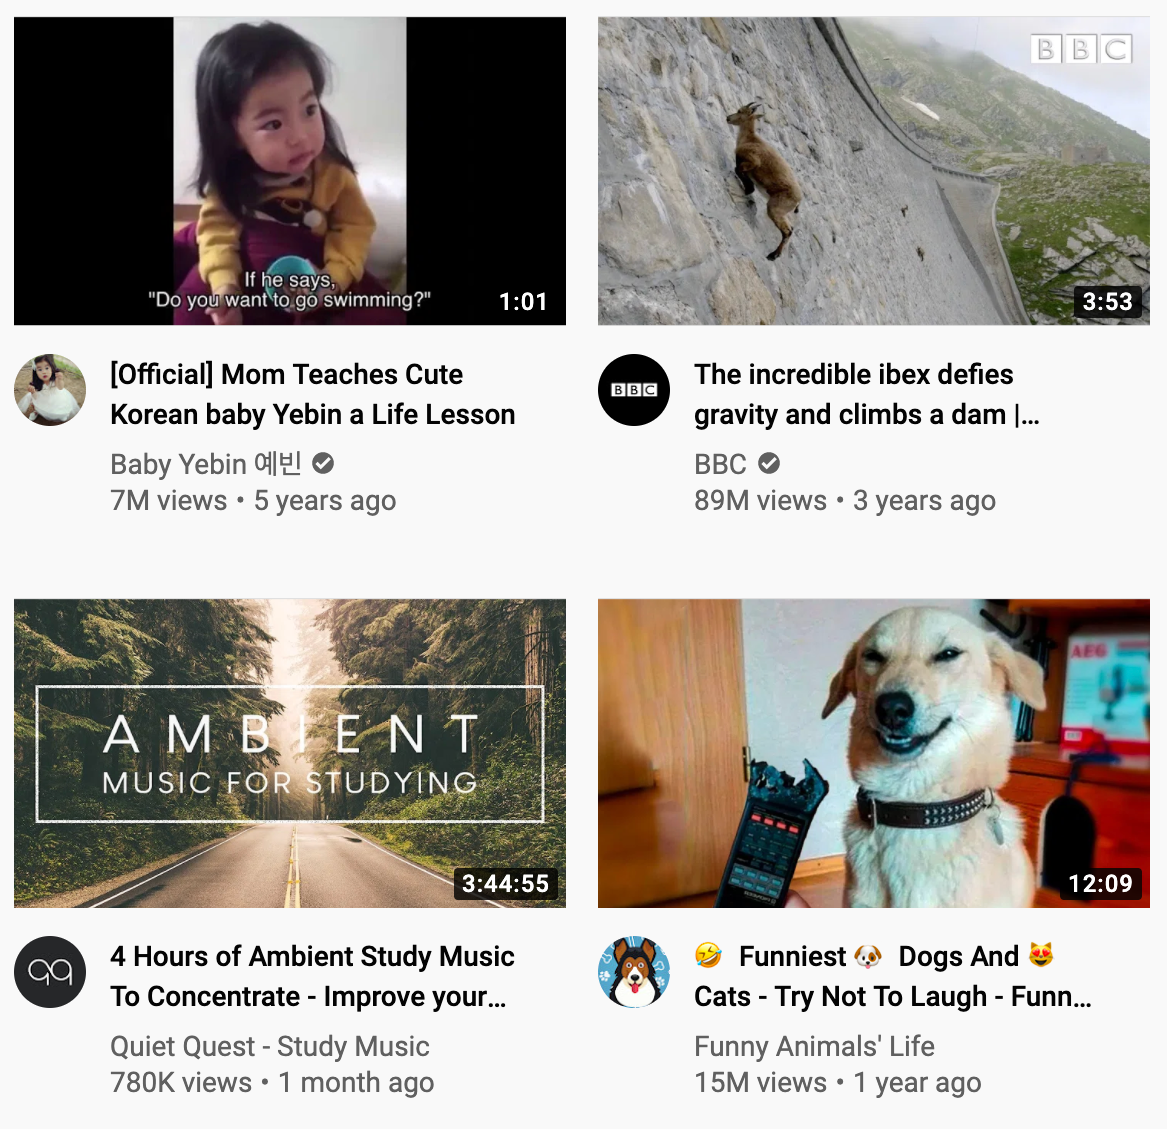 If he says,
"Do you want to go swimming?"
1:01
[Official] Mom Teaches Cute
Korean baby Yebin a Life Lesson
Baby Yebin 예빈
7M views • 5 years ago
BBC
3:53
BBC
The incredible ibex defies
gravity and climbs a dam |...
BBC
89M views • 3 years ago
AMBIENT
MUSIC FOR STUDYING
3:44:55
4 Hours of Ambient Study Music
To Concentrate - Improve your...
Quiet Quest - Study Music
780K views • 1 month ago
AEG
12:09
🤣 Funniest 🐶 Dogs And 😻
Cats - Try Not To Laugh - Funn...
Funny Animals' Life
15M views • 1 year ago